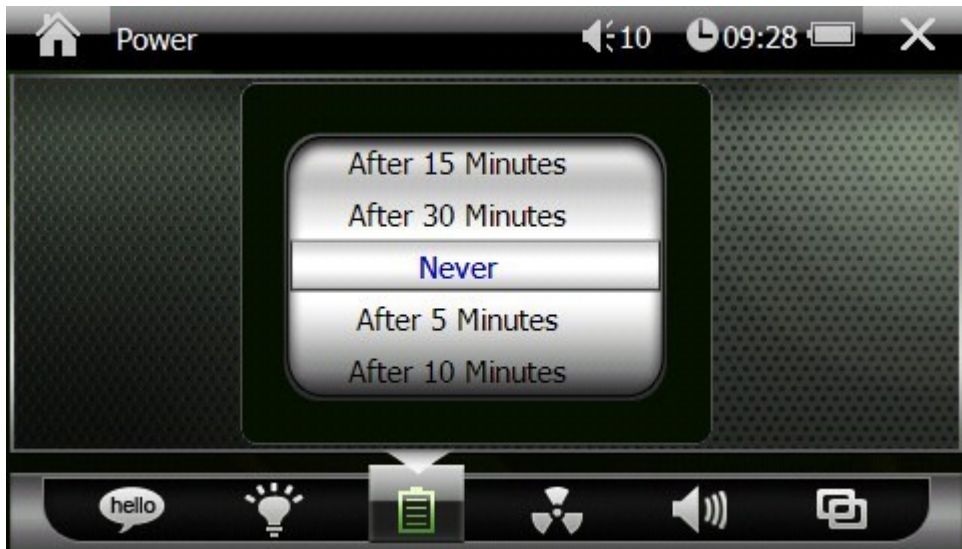 Power 10 09:28
After 15 Minutes
After 30 Minutes
Never
After 5 Minutes
After 10 Minutes
hello